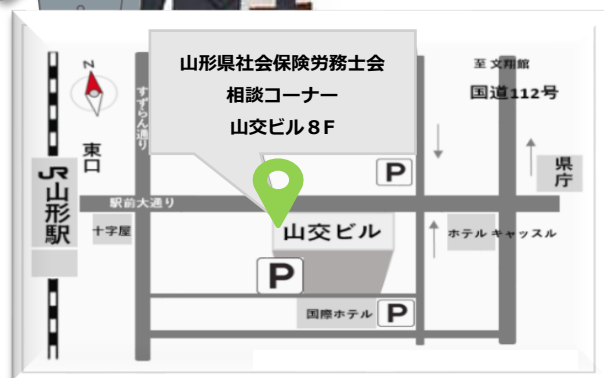 山形県社会保険労務士会
相談コーナー
山交ビル８F
N
至 文翔館
国道112号
すずらん通り
東口
JR山形駅
P
県庁
駅前大通り
十字屋
山交ビル
ホテル キャッスル
P
国際ホテル
P